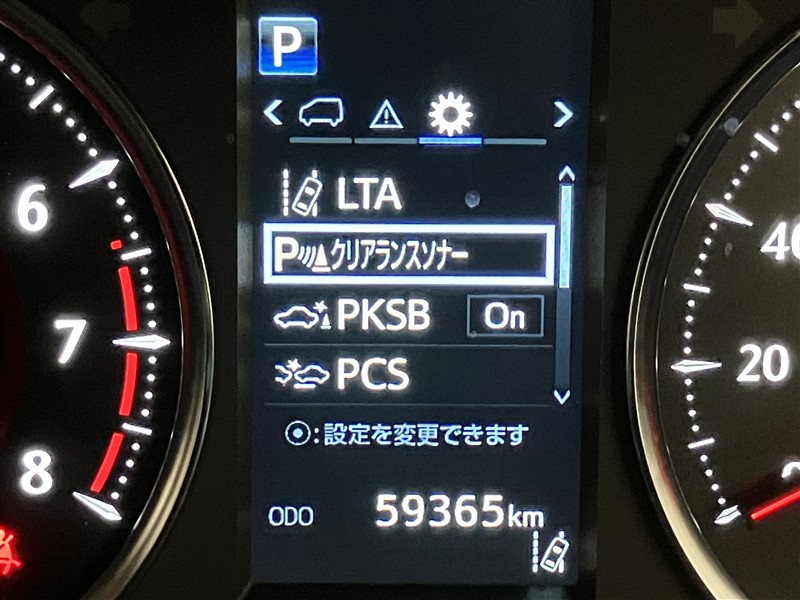 P
LTA
Pクリアランスソナー
PKSB On
PCS
:設定を変更できます
ODO 59365km
6
7
8
40
20